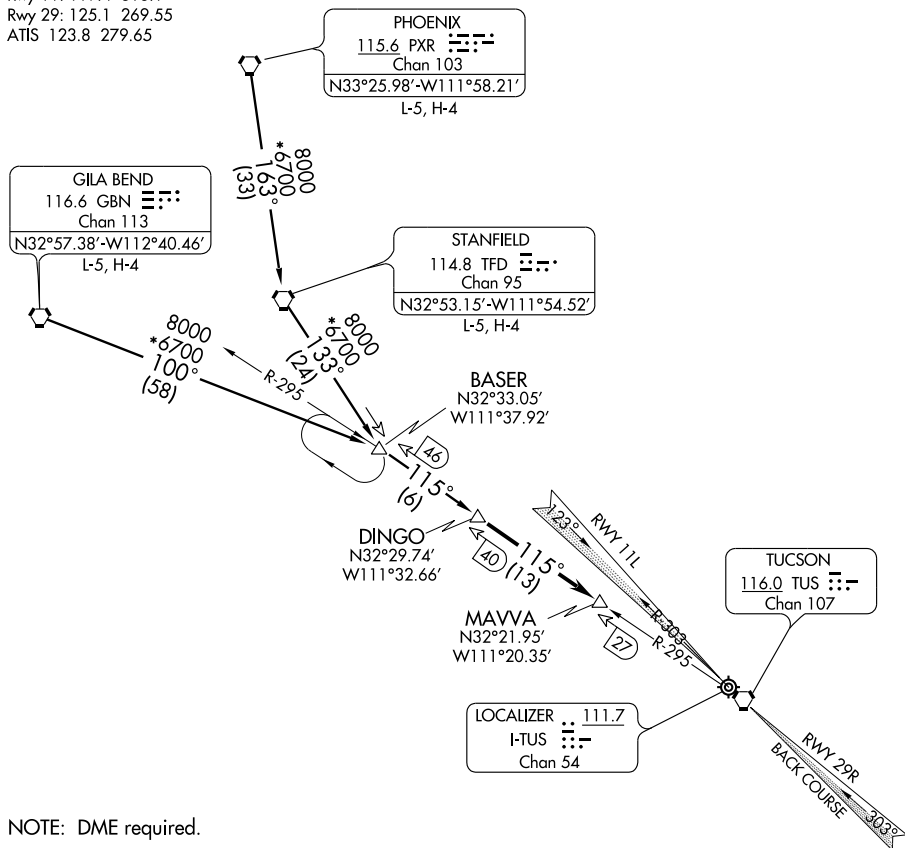 Rwy 29: 125.1 269.55
ATIS 123.8 279.65
PHOENIX
115.6 PXR
Chan 103
N33°25.98'-W111°58.21'
L-5, H-4
8000
*6700
163°
(33)
GILA BEND
116.6 GBN
Chan 113
N32°57.38'-W112°40.46'
L-5, H-4
STANFIELD
114.8 TFD
Chan 95
N32°53.15'-W111°54.52'
L-5, H-4
8000
*6700
133°
(24)
8000
*6700
100°
(58)
R-295
BASER
N32°33.05'
W111°37.92'
46
115°
(6)
DINGO
N32°29.74'
W111°32.66'
40
115°
(13)
123°
RWY 11L
TUCSON
116.0 TUS
Chan 107
MAVVA
N32°21.95'
W111°20.35'
27
R-303
R-295
LOCALIZER 111.7
I-TUS
Chan 54
RWY 29R
BACK COURSE
303°
NOTE: DME required.